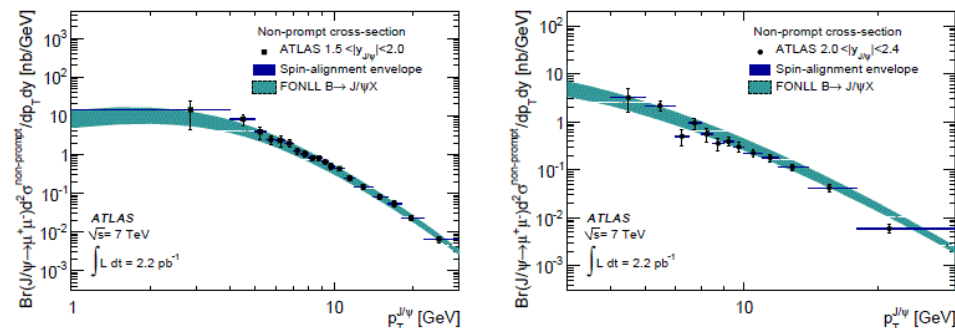 Br(J/ψ→μ⁺μ⁻)d²σ^non-prompt/dp_T dy [nb/GeV]
10³
10²
10
1
10⁻¹
10⁻²
10⁻³
Non-prompt cross-section
ATLAS 1.5 <|y_J/ψ|<2.0
Spin-alignment envelope
FONLL B→ J/ψX
ATLAS
√s= 7 TeV
∫L dt = 2.2 pb⁻¹
1 10
p_T^J/ψ [GeV]
Br(J/ψ→μ⁺μ⁻)d²σ^non-prompt/dp_T dy [nb/GeV]
10²
10
1
10⁻¹
10⁻²
10⁻³
Non-prompt cross-section
ATLAS 2.0 <|y_J/ψ|<2.4
Spin-alignment envelope
FONLL B→ J/ψX
ATLAS
√s= 7 TeV
∫L dt = 2.2 pb⁻¹
10
p_T^J/ψ [GeV]